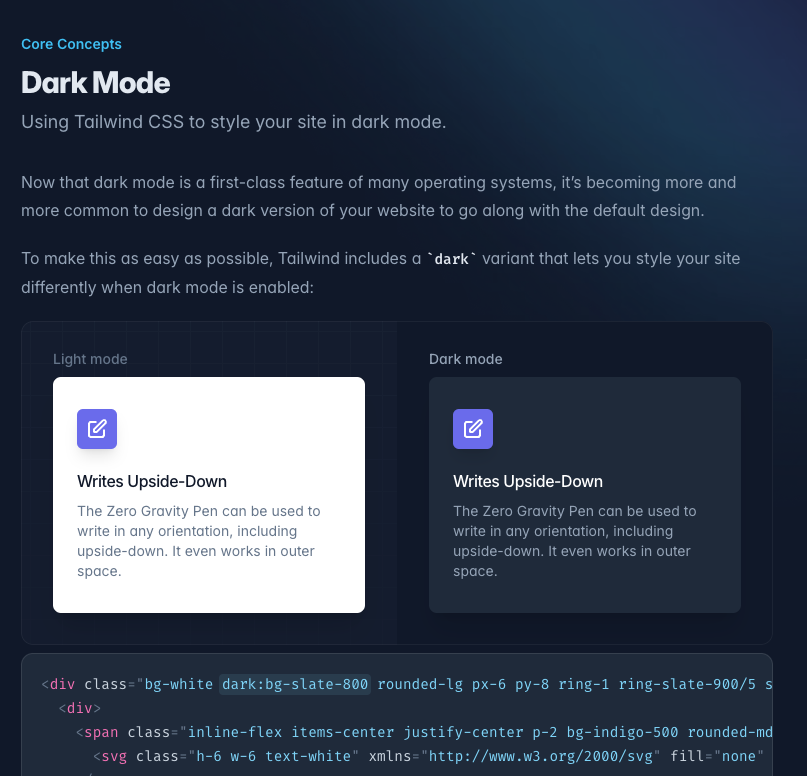 Core Concepts
Dark Mode
Using Tailwind CSS to style your site in dark mode.
Now that dark mode is a first-class feature of many operating systems, it’s becoming more and
more common to design a dark version of your website to go along with the default design.
To make this as easy as possible, Tailwind includes a `dark` variant that lets you style your site
differently when dark mode is enabled:
Light mode
Writes Upside-Down
The Zero Gravity Pen can be used to
write in any orientation, including
upside-down. It even works in outer
space.
Dark mode
Writes Upside-Down
The Zero Gravity Pen can be used to
write in any orientation, including
upside-down. It even works in outer
space.
<div class="bg-white dark:bg-slate-800 rounded-lg px-6 py-8 ring-1 ring-slate-900/5 s
<div>
<span class="inline-flex items-center justify-center p-2 bg-indigo-500 rounded-md
<svg class="h-6 w-6 text-white" xmlns="http://www.w3.org/2000/svg" fill="none"